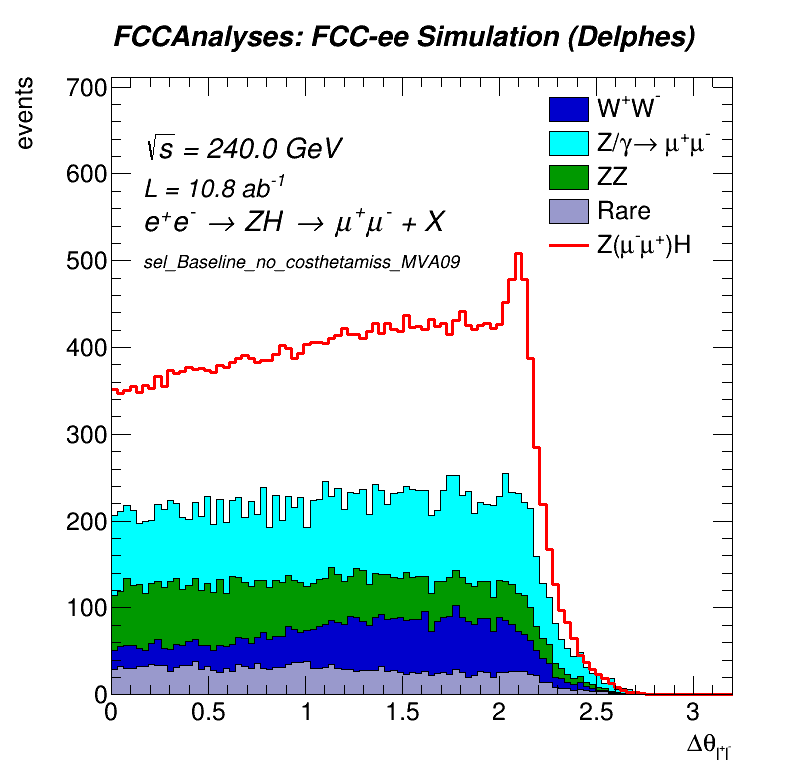 FCCAnalyses: FCC-ee Simulation (Delphes)
events
700
600
500
400
300
200
100
0
√s = 240.0 GeV
L = 10.8 ab⁻¹
e⁺e⁻ → ZH → μ⁺μ⁻ + X
sel_Baseline_no_costhetamiss_MVA09
W⁺W⁻
Z/γ→ μ⁺μ⁻
ZZ
Rare
Z(μ⁻μ⁺)H
0 0.5 1 1.5 2 2.5 3
Δθ_{l⁺l⁻}